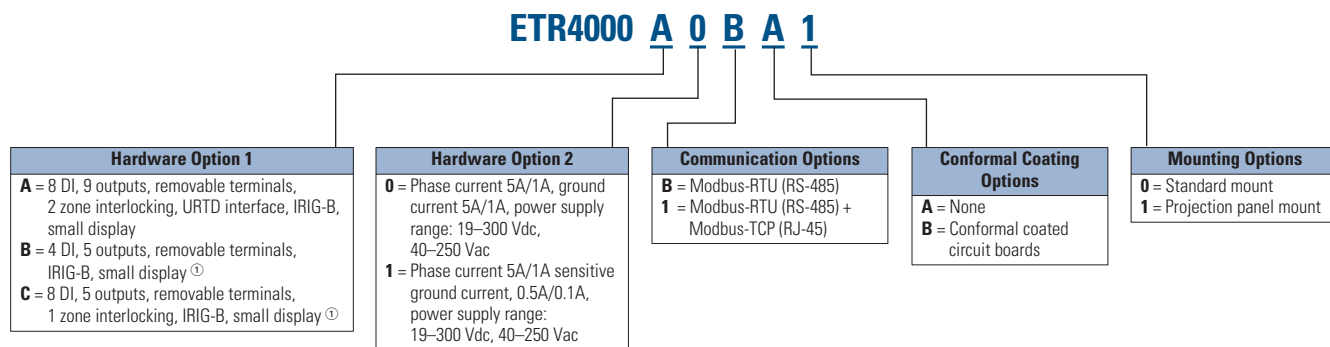 ETR4000 A 0 B A 1
Hardware Option 1
A = 8 DI, 9 outputs, removable terminals,
2 zone interlocking, URTD interface, IRIG-B,
small display
B = 4 DI, 5 outputs, removable terminals,
IRIG-B, small display ①
C = 8 DI, 5 outputs, removable terminals,
1 zone interlocking, IRIG-B, small display ①
Hardware Option 2
0 = Phase current 5A/1A, ground
current 5A/1A, power supply
range: 19–300 Vdc,
40–250 Vac
1 = Phase current 5A/1A sensitive
ground current, 0.5A/0.1A,
power supply range:
19–300 Vdc, 40–250 Vac
Communication Options
B = Modbus-RTU (RS-485)
1 = Modbus-RTU (RS-485) +
Modbus-TCP (RJ-45)
Conformal Coating
Options
A = None
B = Conformal coated
circuit boards
Mounting Options
0 = Standard mount
1 = Projection panel mount